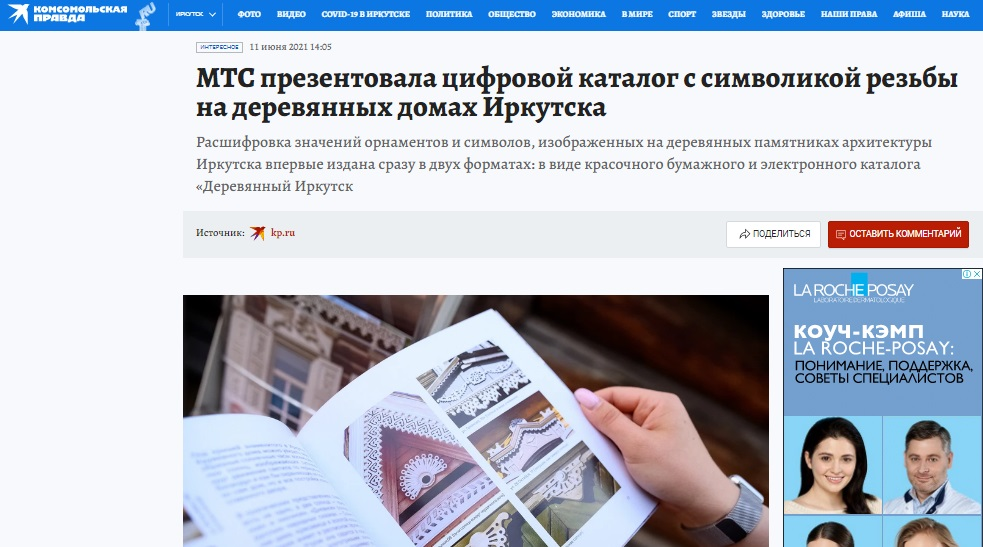 КОМСОМОЛЬСКАЯ
ПРАВДА
.RU
ИРКУТСК
ФОТО ВИДЕО COVID-19 В ИРКУТСКЕ ПОЛИТИКА ОБЩЕСТВО ЭКОНОМИКА В МИРЕ СПОРТ ЗВЕЗДЫ ЗДОРОВЬЕ НАШИ ПРАВА АФИША НАУКА
ИНТЕРЕСНОЕ 11 июня 2021 14:05
МТС презентовала цифровой каталог с символикой резьбы
на деревянных домах Иркутска
Расшифровка значений орнаментов и символов, изображенных на деревянных памятниках архитектуры
Иркутска впервые издана сразу в двух форматах: в виде красочного бумажного и электронного каталога
«Деревянный Иркутск
Источник: kp.ru
ПОДЕЛИТЬСЯ
ОСТАВИТЬ КОММЕНТАРИЙ
LA ROCHE POSAY
LABORATOIRE DERMATOLOGIQUE
КОУЧ-КЭМП
LA ROCHE-POSAY:
ПОНИМАНИЕ, ПОДДЕРЖКА,
СОВЕТЫ СПЕЦИАЛИСТОВ